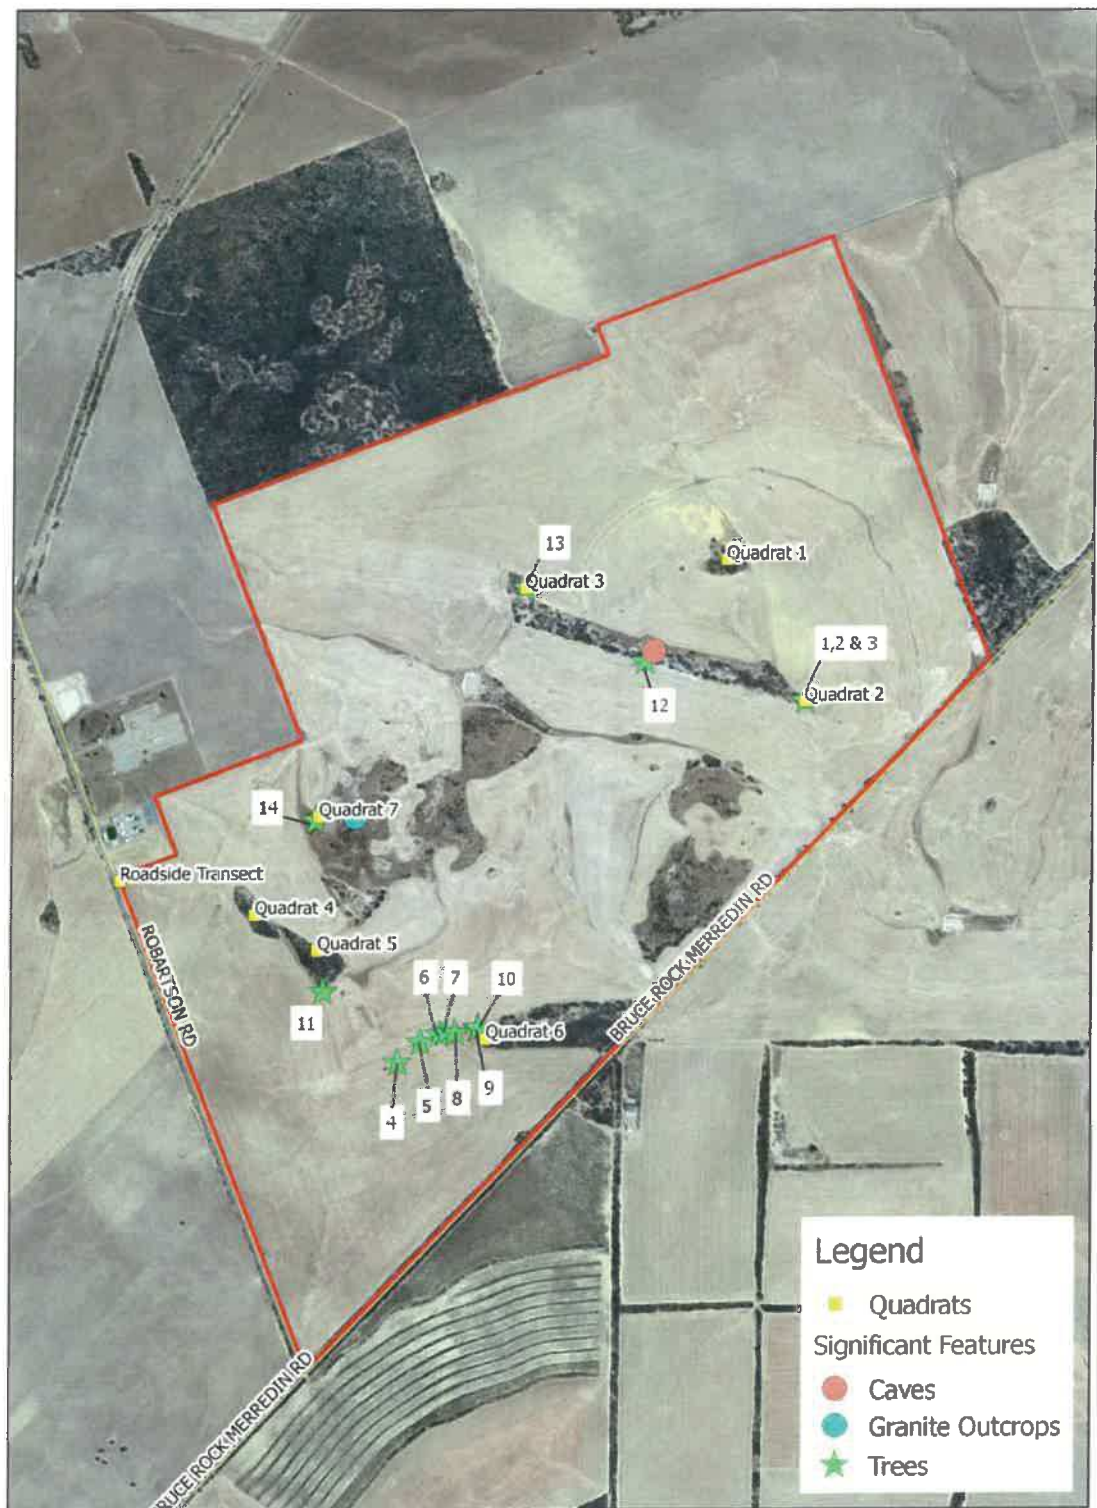 13
Quadrat 1
Quadrat 3
1,2 & 3
Quadrat 2
12
14
Quadrat 7
Roadside Transect
Quadrat 4
Quadrat 5
ROBARTSON RD
BRUCE ROCK MERREDIN RD
6
7
10
11
Quadrat 6
4
5
8
9
BRUCE ROCK MERREDIN RD
Legend
Quadrats
Significant Features
Caves
Granite Outcrops
Trees